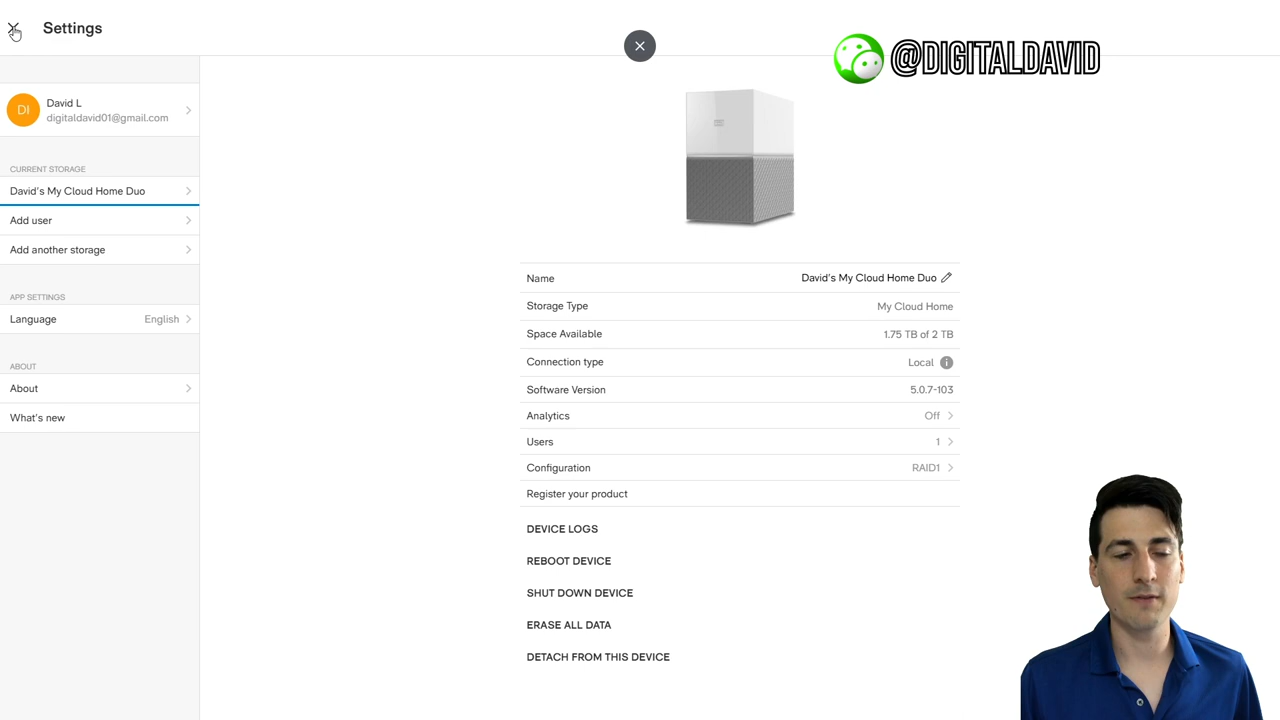 Settings
@DIGITALDAVID
DI
David L
digitaldavid01@gmail.com
CURRENT STORAGE
David's My Cloud Home Duo
Add user
Add another storage
APP SETTINGS
Language English
ABOUT
About
What's new
Name David's My Cloud Home Duo
Storage Type My Cloud Home
Space Available 1.75 TB of 2 TB
Connection type Local
Software Version 5.0.7-103
Analytics Off
Users 1
Configuration RAID1
Register your product
DEVICE LOGS
REBOOT DEVICE
SHUT DOWN DEVICE
ERASE ALL DATA
DETACH FROM THIS DEVICE